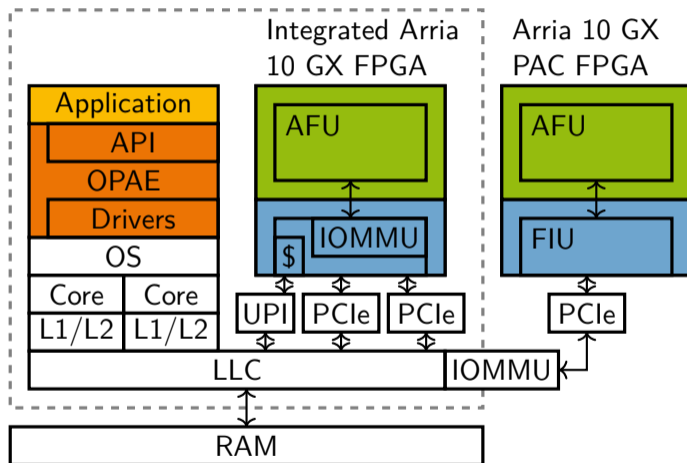 Integrated Arria
10 GX FPGA
Arria 10 GX
PAC FPGA
Application
API
OPAE
Drivers
OS
Core
Core
L1/L2
L1/L2
AFU
IOMMU
$
AFU
FIU
UPI
PCIe
PCIe
PCIe
LLC
IOMMU
RAM